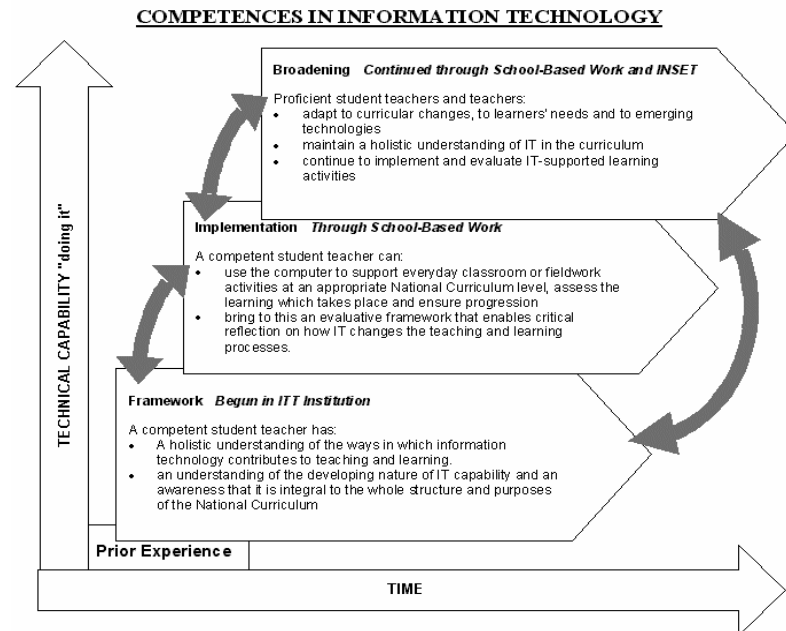 COMPETENCES IN INFORMATION TECHNOLOGY
Broadening Continued through School-Based Work and INSET
Proficient student teachers and teachers:
• adapt to curricular changes, to learners' needs and to emerging
technologies
• maintain a holistic understanding of IT in the curriculum
• continue to implement and evaluate IT-supported learning
activities
Implementation Through School-Based Work
A competent student teacher can:
• use the computer to support everyday classroom or fieldwork
activities at an appropriate National Curriculum level, assess the
learning which takes place and ensure progression
• bring to this an evaluative framework that enables critical
reflection on how IT changes the teaching and learning
processes.
Framework Begun in ITT Institution
A competent student teacher has:
• A holistic understanding of the ways in which information
technology contributes to teaching and learning.
• an understanding of the developing nature of IT capability and an
awareness that it is integral to the whole structure and purposes
of the National Curriculum
Prior Experience
TECHNICAL CAPABILITY "doing it"
TIME